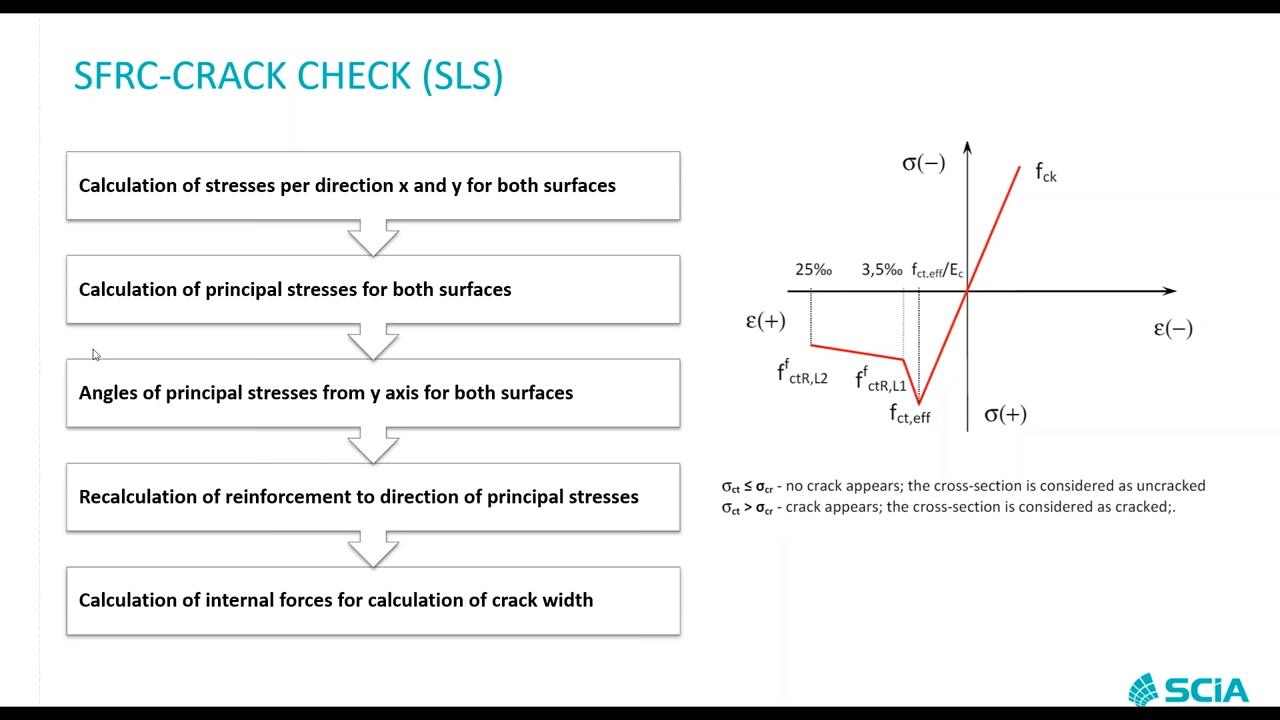 SFRC-CRACK CHECK (SLS)
Calculation of stresses per direction x and y for both surfaces
Calculation of principal stresses for both surfaces
Angles of principal stresses from y axis for both surfaces
Recalculation of reinforcement to direction of principal stresses
Calculation of internal forces for calculation of crack width
σ(−)
fck
25‰
3,5‰
fct,eff/Ec
ε(+)
ε(−)
ffctR,L2
ffctR,L1
fct,eff
σ(+)
σct ≤ σcr - no crack appears; the cross-section is considered as uncracked
σct > σcr - crack appears; the cross-section is considered as cracked;.
SCiA